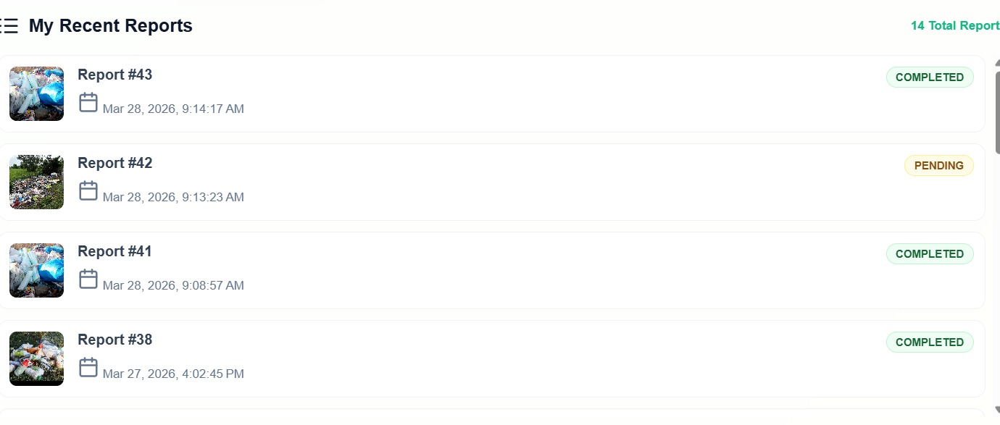 My Recent Reports
14 Total Report
Report #43
COMPLETED
Mar 28, 2026, 9:14:17 AM
Report #42
PENDING
Mar 28, 2026, 9:13:23 AM
Report #41
COMPLETED
Mar 28, 2026, 9:08:57 AM
Report #38
COMPLETED
Mar 27, 2026, 4:02:45 PM